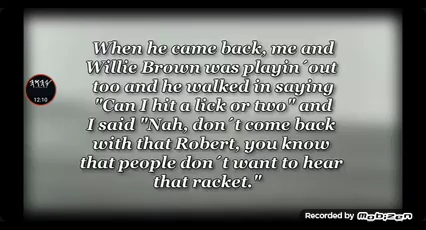 When he came back, me and
Willie Brown was playin´out
too and he walked in saying
"Can I hit a lick or two" and
I said "Nah, don´t come back
with that Robert, you know
that people don´t want to hear
that racket."
12:10
Recorded by Mobizen